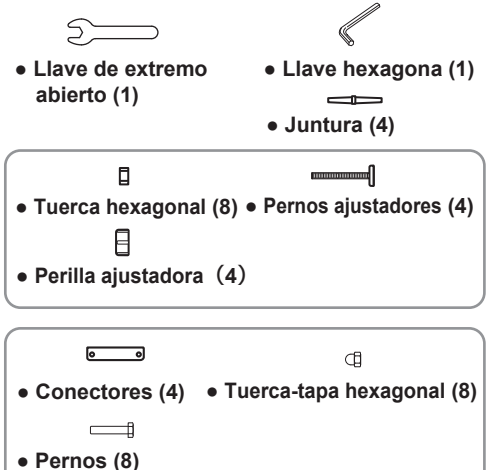 ● Llave de extremo
abierto (1)
● Llave hexagona (1)
● Juntura (4)
● Tuerca hexagonal (8) ● Pernos ajustadores (4)
● Perilla ajustadora（4）
● Conectores (4) ● Tuerca-tapa hexagonal (8)
● Pernos (8)